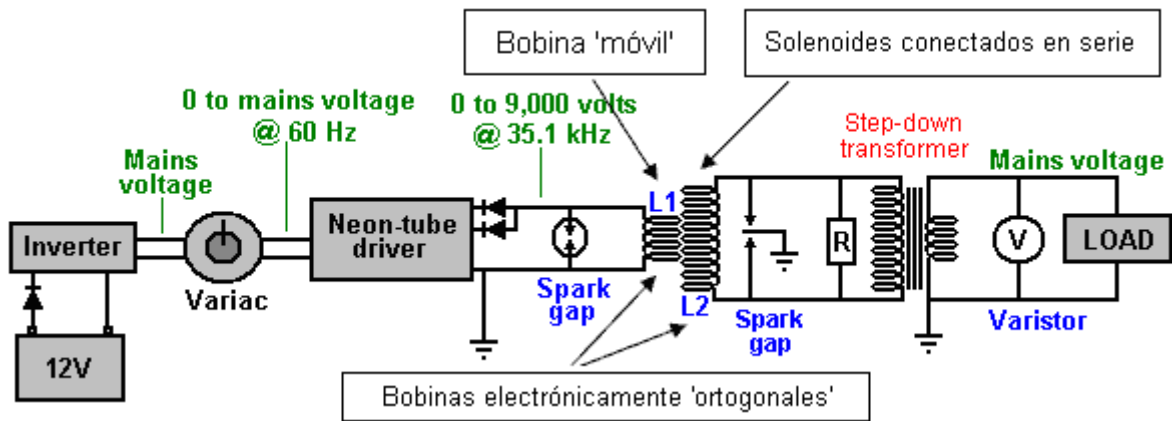 Bobina 'móvil'
Solenoides conectados en serie
0 to mains voltage
@ 60 Hz
0 to 9,000 volts
@ 35.1 kHz
Step-down
transformer
Mains
voltage
Mains voltage
L1
Inverter
Neon-tube
driver
R
V
LOAD
Variac
Spark
gap
L2
Spark
gap
Varistor
12V
Bobinas electrónicamente 'ortogonales'